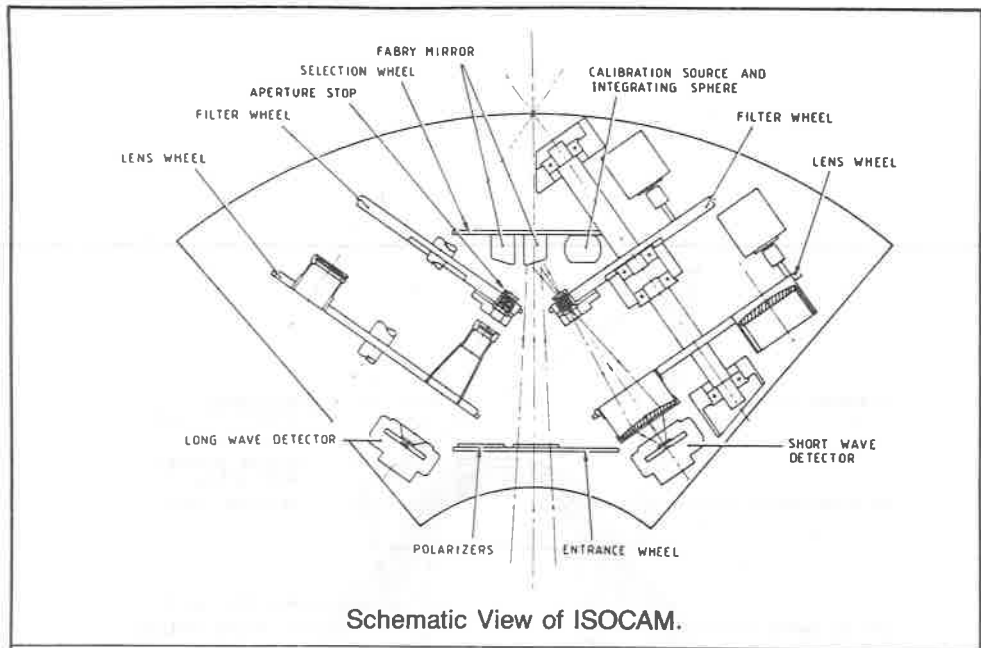 FABRY MIRROR
SELECTION WHEEL
APERTURE STOP
FILTER WHEEL
LENS WHEEL
CALIBRATION SOURCE AND
INTEGRATING SPHERE
FILTER WHEEL
LENS WHEEL
LONG WAVE DETECTOR
SHORT WAVE
DETECTOR
POLARIZERS
ENTRANCE WHEEL
Schematic View of ISOCAM.